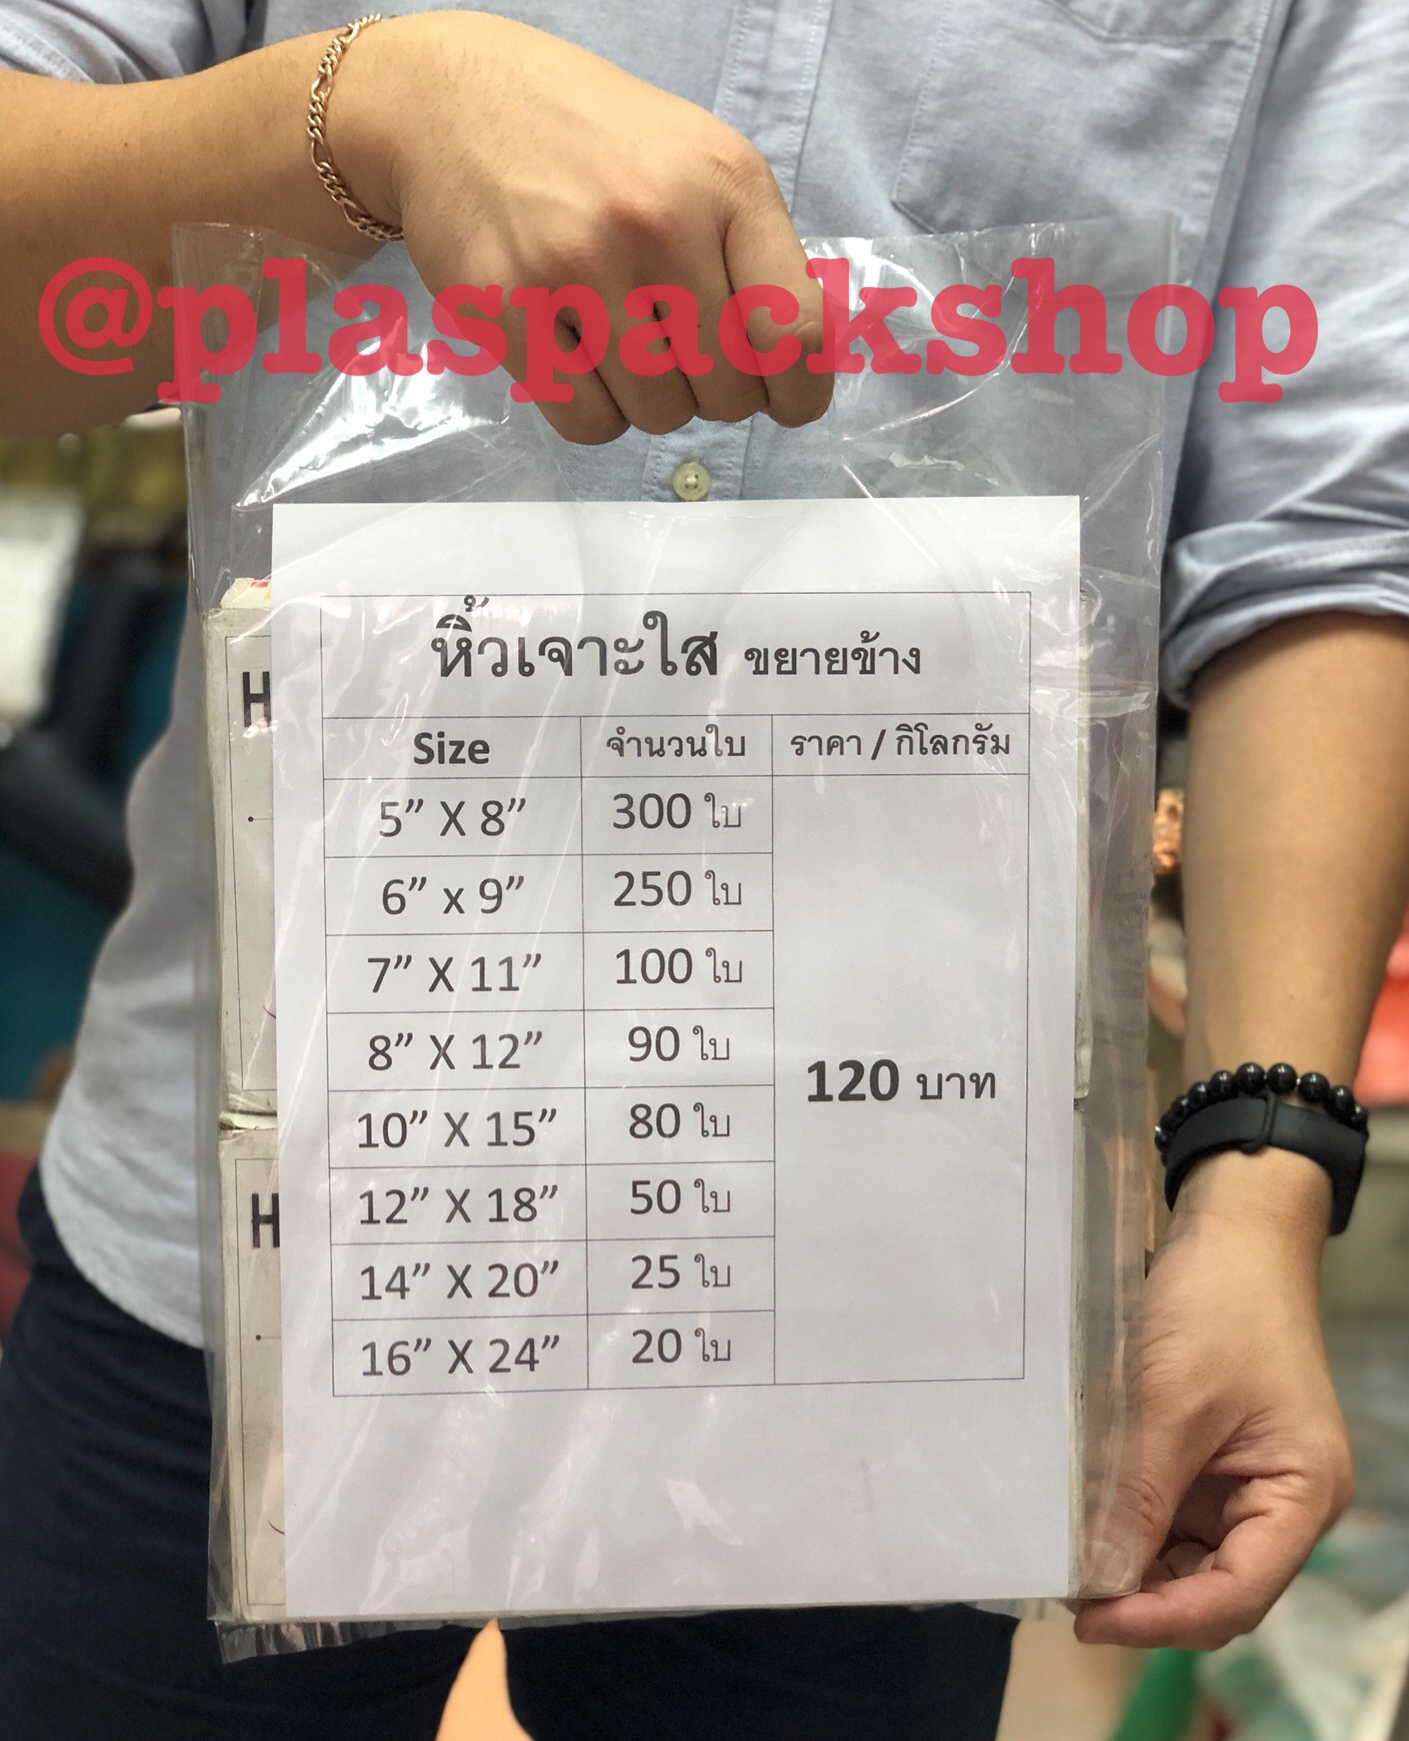 @plaspackshop
หิ้วเจาะใส ขยายข้าง
Size จำนวนใบ ราคา / กิโลกรัม
5” X 8” 300 ใบ
6” x 9” 250 ใบ
7” X 11” 100 ใบ
8” X 12” 90 ใบ
120 บาท
10” X 15” 80 ใบ
12” X 18” 50 ใบ
14” X 20” 25 ใบ
16” X 24” 20 ใบ
H
H